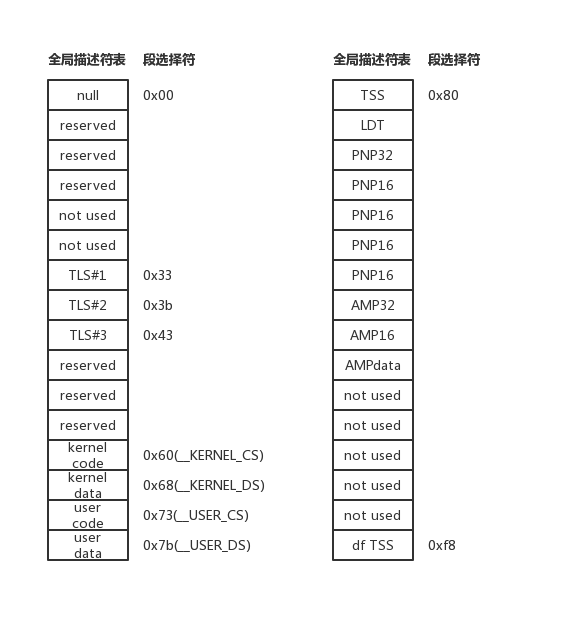 全局描述符表 段选择符
null 0x00
reserved
reserved
reserved
not used
not used
TLS#1 0x33
TLS#2 0x3b
TLS#3 0x43
reserved
reserved
reserved
kernel
code 0x60(__KERNEL_CS)
kernel
data 0x68(__KERNEL_DS)
user
code 0x73(__USER_CS)
user
data 0x7b(__USER_DS)
全局描述符表 段选择符
TSS 0x80
LDT
PNP32
PNP16
PNP16
PNP16
PNP16
AMP32
AMP16
AMPdata
not used
not used
not used
not used
not used
df TSS 0xf8